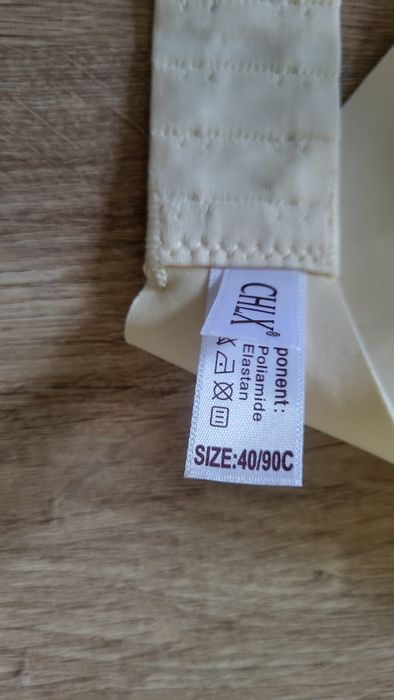 CHLX®
ponent:
Poliamide
Elastan
SIZE:40/90C